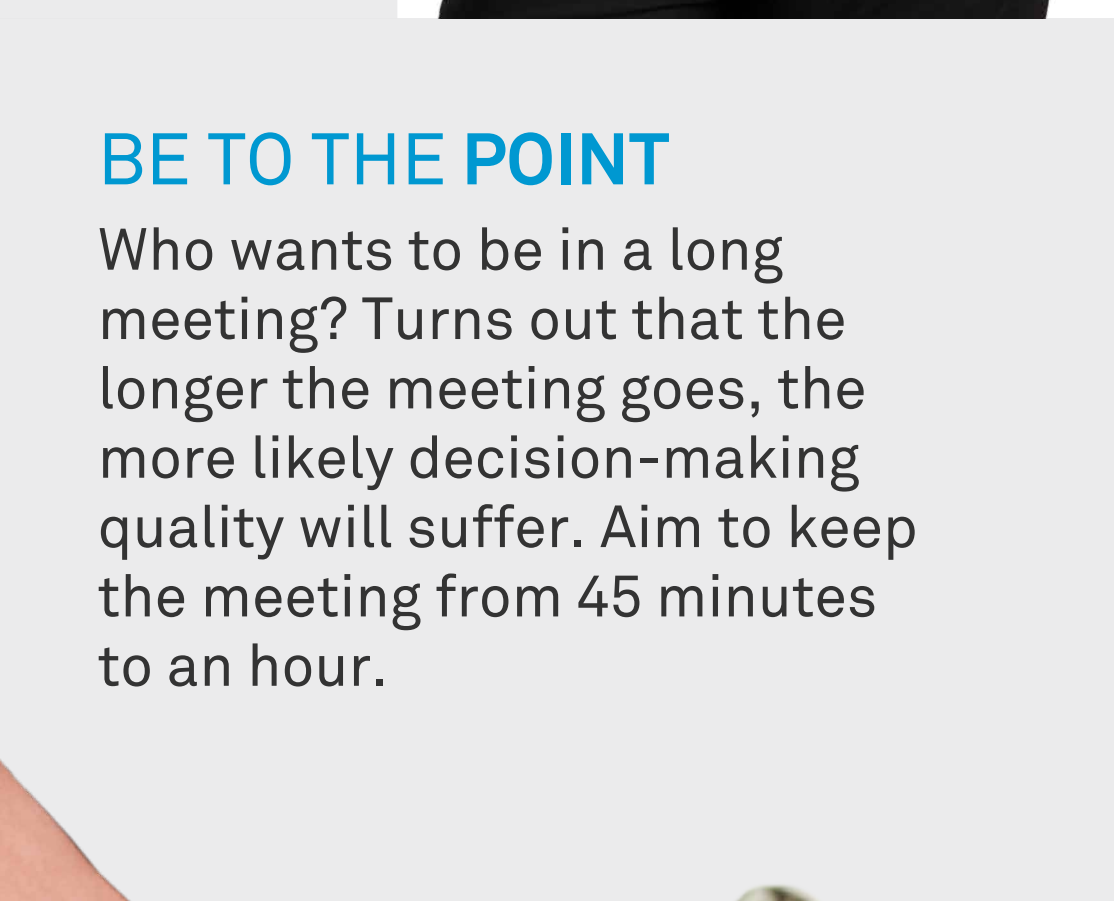 BE TO THE POINT
Who wants to be in a long
meeting? Turns out that the
longer the meeting goes, the
more likely decision-making
quality will suffer. Aim to keep
the meeting from 45 minutes
to an hour.